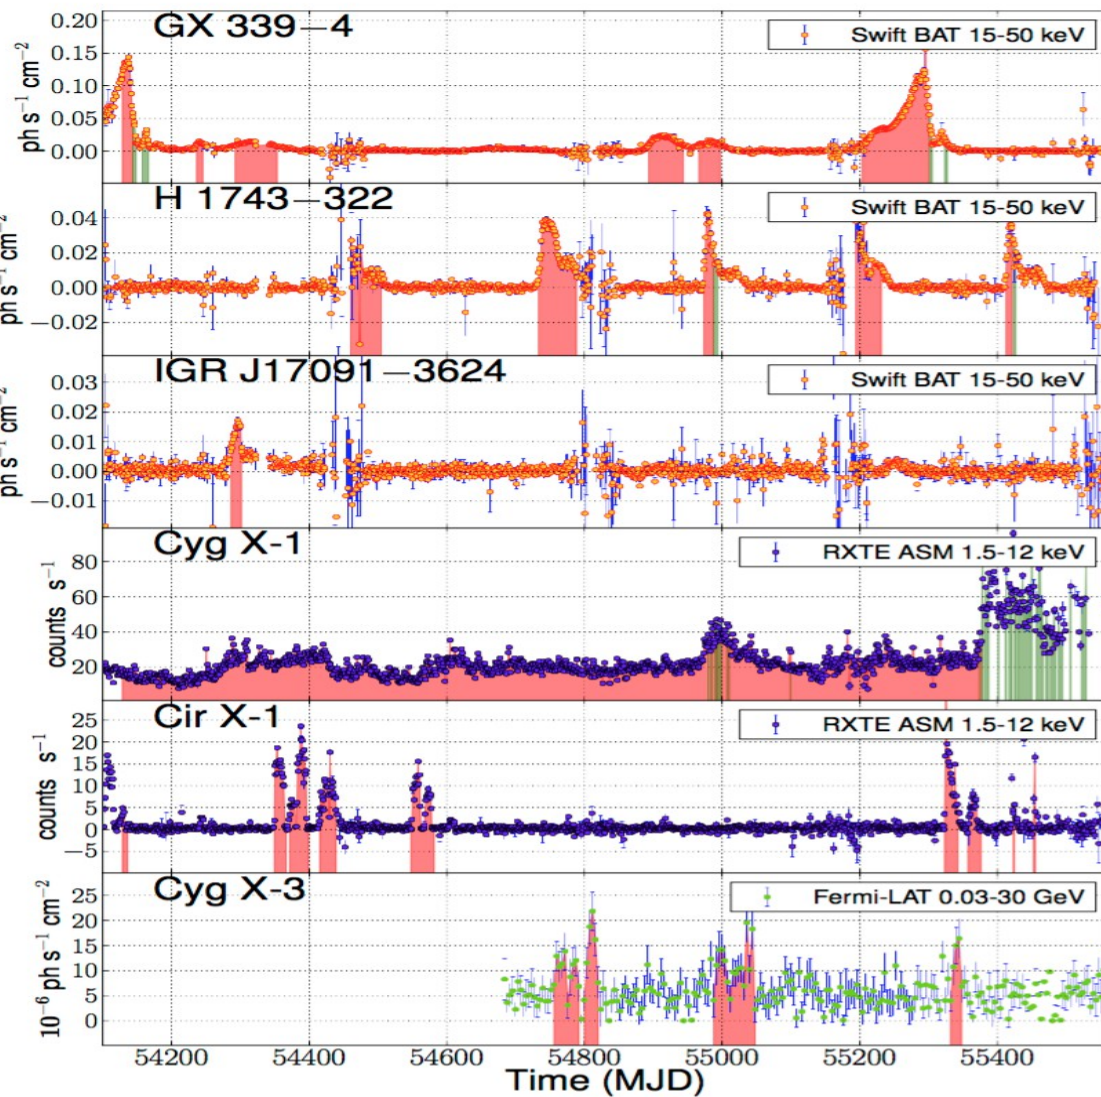 GX 339−4
Swift BAT 15-50 keV
0.20
0.15
0.10
0.05
0.00
ph s⁻¹ cm⁻²
H 1743−322
Swift BAT 15-50 keV
0.04
0.02
0.00
−0.02
ph s⁻¹ cm⁻²
IGR J17091−3624
Swift BAT 15-50 keV
0.03
0.02
0.01
0.00
−0.01
ph s⁻¹ cm⁻²
Cyg X-1
RXTE ASM 1.5-12 keV
80
60
40
20
counts s⁻¹
Cir X-1
RXTE ASM 1.5-12 keV
25
20
15
10
5
0
−5
counts s⁻¹
Cyg X-3
Fermi-LAT 0.03-30 GeV
25
20
15
10
5
0
10⁻⁶ ph s⁻¹ cm⁻²
54200 54400 54600 54800 55000 55200 55400
Time (MJD)